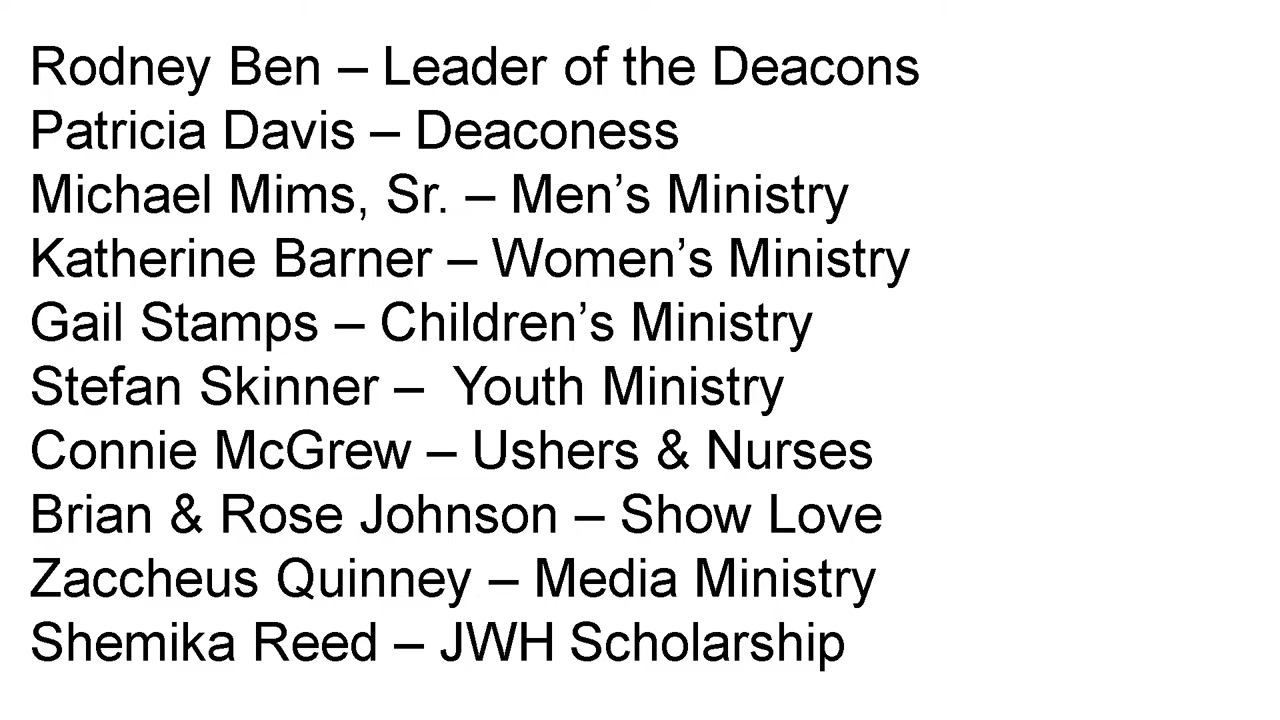 Rodney Ben – Leader of the Deacons
Patricia Davis – Deaconess
Michael Mims, Sr. – Men’s Ministry
Katherine Barner – Women’s Ministry
Gail Stamps – Children’s Ministry
Stefan Skinner –  Youth Ministry
Connie McGrew – Ushers & Nurses
Brian & Rose Johnson – Show Love
Zaccheus Quinney – Media Ministry
Shemika Reed – JWH Scholarship